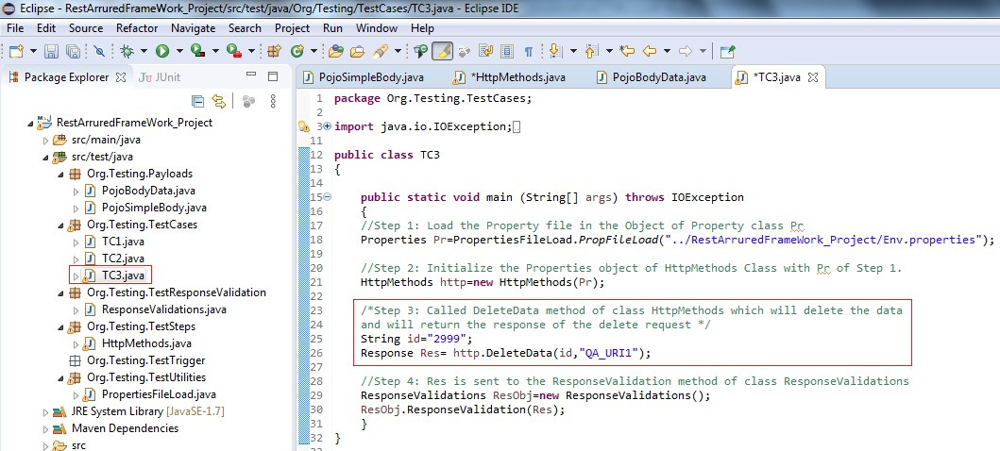 Eclipse - RestArruredFrameWork_Project/src/test/java/Org/Testing/TestCases/TC3.java - Eclipse IDE
File Edit Source Refactor Navigate Search Project Run Window Help
Package Explorer JUnit
RestArruredFrameWork_Project
src/main/java
src/test/java
Org.Testing.Payloads
PojoBodyData.java
PojoSimpleBody.java
Org.Testing.TestCases
TC1.java
TC2.java
TC3.java
Org.Testing.TestResponseValidation
ResponseValidations.java
Org.Testing.TestSteps
HttpMethods.java
Org.Testing.TestTrigger
Org.Testing.TestUtilities
PropertiesFileLoad.java
JRE System Library [JavaSE-1.7]
Maven Dependencies
src
PojoSimpleBody.java *HttpMethods.java PojoBodyData.java *TC3.java
1 package Org.Testing.TestCases;
2
3 import java.io.IOException;
11
12 public class TC3
13 {
14
15 public static void main (String[] args) throws IOException
16 {
17 //Step 1: Load the Property file in the Object of Property class Pr
18 Properties Pr=PropertiesFileLoad.PropFileLoad("../RestArruredFrameWork_Project/Env.properties");
19
20 //Step 2: Initialize the Properties object of HttpMethods Class with Pr of Step 1.
21 HttpMethods http=new HttpMethods(Pr);
22
23 /*Step 3: Called DeleteData method of class HttpMethods which will delete the data
24 and will return the response of the delete request */
25 String id="2999";
26 Response Res= http.DeleteData(id,"QA_URI1");
27
28 //Step 4: Res is sent to the ResponseValidation method of class ResponseValidations
29 ResponseValidations ResObj=new ResponseValidations();
30 ResObj.ResponseValidation(Res);
31 }
32 }
33